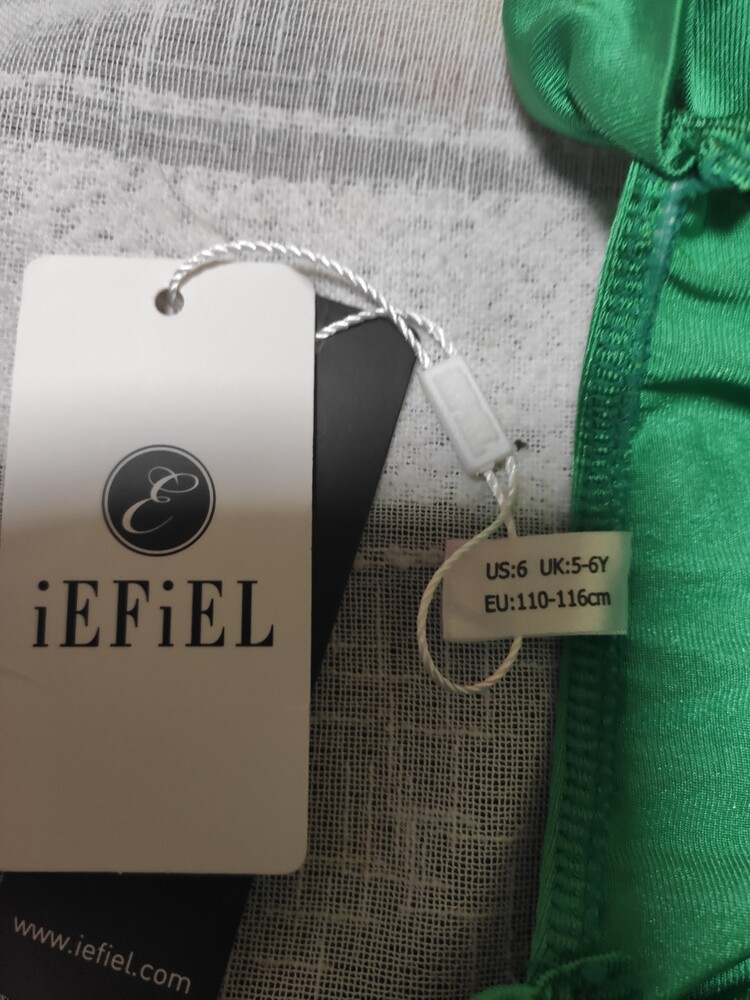 E
iEFiEL
US:6 UK:5-6Y
EU:110-116cm
www.iefiel.com